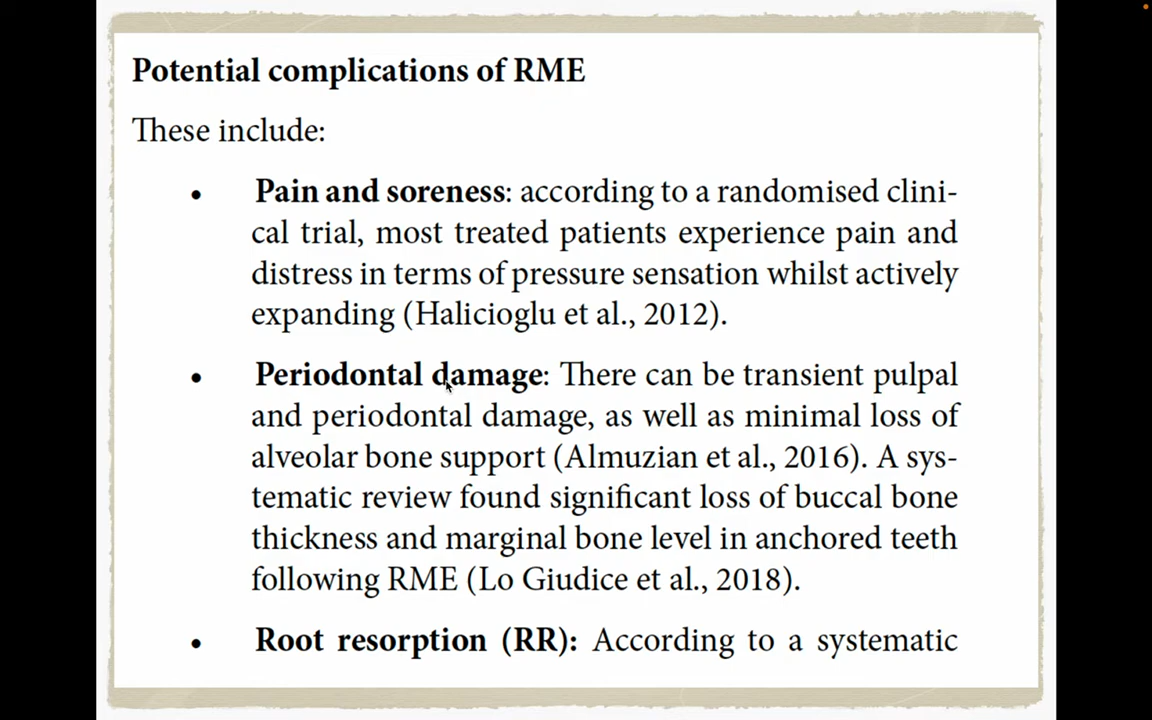 Potential complications of RME
These include:
• Pain and soreness: according to a randomised clini-
cal trial, most treated patients experience pain and
distress in terms of pressure sensation whilst actively
expanding (Halicioglu et al., 2012).
• Periodontal damage: There can be transient pulpal
and periodontal damage, as well as minimal loss of
alveolar bone support (Almuzian et al., 2016). A sys-
tematic review found significant loss of buccal bone
thickness and marginal bone level in anchored teeth
following RME (Lo Giudice et al., 2018).
• Root resorption (RR): According to a systematic